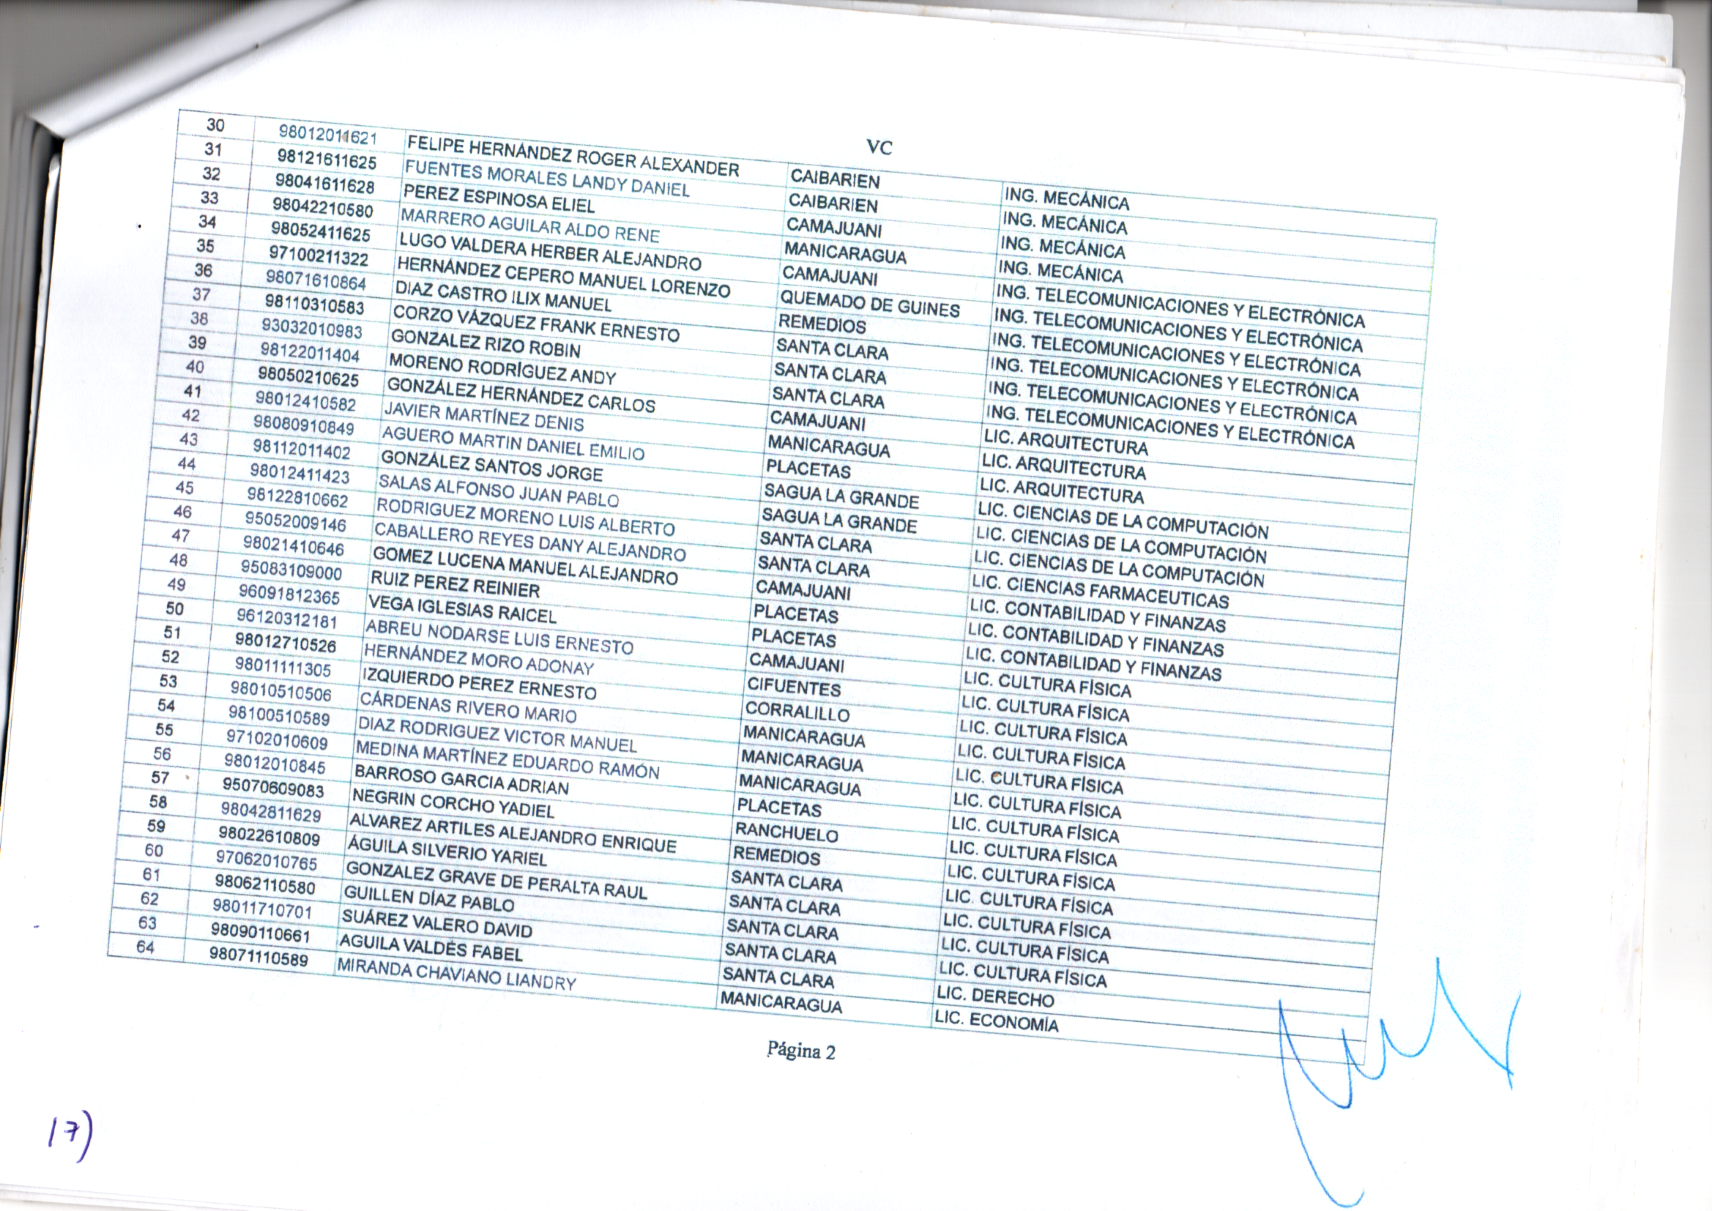 VC
30 98012011621 FELIPE HERNÁNDEZ ROGER ALEXANDER CAIBARIEN ING. MECÁNICA
31 98121611625 FUENTES MORALES LANDY DANIEL CAIBARIEN ING. MECÁNICA
32 98041611628 PEREZ ESPINOSA ELIEL CAMAJUANI ING. MECÁNICA
33 98042210580 MARRERO AGUILAR ALDO RENE MANICARAGUA ING. MECÁNICA
34 98052411625 LUGO VALDERA HERBER ALEJANDRO CAMAJUANI ING. TELECOMUNICACIONES Y ELECTRÓNICA
35 97100211322 HERNÁNDEZ CEPERO MANUEL LORENZO QUEMADO DE GUINES ING. TELECOMUNICACIONES Y ELECTRÓNICA
36 98071610864 DIAZ CASTRO ILIX MANUEL REMEDIOS ING. TELECOMUNICACIONES Y ELECTRÓNICA
37 98110310583 CORZO VÁZQUEZ FRANK ERNESTO SANTA CLARA ING. TELECOMUNICACIONES Y ELECTRÓNICA
38 93032010983 GONZALEZ RIZO ROBIN SANTA CLARA ING. TELECOMUNICACIONES Y ELECTRÓNICA
39 98122011404 MORENO RODRÍGUEZ ANDY SANTA CLARA ING. TELECOMUNICACIONES Y ELECTRÓNICA
40 98050210625 GONZÁLEZ HERNÁNDEZ CARLOS CAMAJUANI LIC. ARQUITECTURA
41 98012410582 JAVIER MARTÍNEZ DENIS MANICARAGUA LIC. ARQUITECTURA
42 98080910849 AGUERO MARTIN DANIEL EMILIO PLACETAS LIC. ARQUITECTURA
43 98112011402 GONZÁLEZ SANTOS JORGE SAGUA LA GRANDE LIC. CIENCIAS DE LA COMPUTACIÓN
44 98012411423 SALAS ALFONSO JUAN PABLO SAGUA LA GRANDE LIC. CIENCIAS DE LA COMPUTACIÓN
45 98122810662 RODRIGUEZ MORENO LUIS ALBERTO SANTA CLARA LIC. CIENCIAS DE LA COMPUTACIÓN
46 95052009146 CABALLERO REYES DANY ALEJANDRO SANTA CLARA LIC. CIENCIAS FARMACEUTICAS
47 98021410646 GOMEZ LUCENA MANUEL ALEJANDRO CAMAJUANI LIC. CONTABILIDAD Y FINANZAS
48 95083109000 RUIZ PEREZ REINIER PLACETAS LIC. CONTABILIDAD Y FINANZAS
49 96091812365 VEGA IGLESIAS RAICEL PLACETAS LIC. CONTABILIDAD Y FINANZAS
50 96120312181 ABREU NODARSE LUIS ERNESTO CAMAJUANI LIC. CULTURA FÍSICA
51 98012710526 HERNÁNDEZ MORO ADONAY CIFUENTES LIC. CULTURA FÍSICA
52 98011111305 IZQUIERDO PEREZ ERNESTO CORRALILLO LIC. CULTURA FÍSICA
53 98010510506 CÁRDENAS RIVERO MARIO MANICARAGUA LIC. CULTURA FÍSICA
54 98100510589 DIAZ RODRIGUEZ VICTOR MANUEL MANICARAGUA LIC. CULTURA FÍSICA
55 97102010609 MEDINA MARTÍNEZ EDUARDO RAMÓN MANICARAGUA LIC. CULTURA FÍSICA
56 98012010845 BARROSO GARCIA ADRIAN PLACETAS LIC. CULTURA FÍSICA
57 95070609083 NEGRIN CORCHO YADIEL RANCHUELO LIC. CULTURA FÍSICA
58 98042811629 ALVAREZ ARTILES ALEJANDRO ENRIQUE REMEDIOS LIC. CULTURA FÍSICA
59 98022610809 ÁGUILA SILVERIO YARIEL SANTA CLARA LIC. CULTURA FÍSICA
60 97062010765 GONZALEZ GRAVE DE PERALTA RAUL SANTA CLARA LIC. CULTURA FÍSICA
61 98062110580 GUILLEN DÍAZ PABLO SANTA CLARA LIC. CULTURA FÍSICA
62 98011710701 SUÁREZ VALERO DAVID SANTA CLARA LIC. CULTURA FÍSICA
63 98090110661 AGUILA VALDÉS FABEL SANTA CLARA LIC. DERECHO
64 98071110589 MIRANDA CHAVIANO LIANDRY MANICARAGUA LIC. ECONOMÍA
Página 2
17)